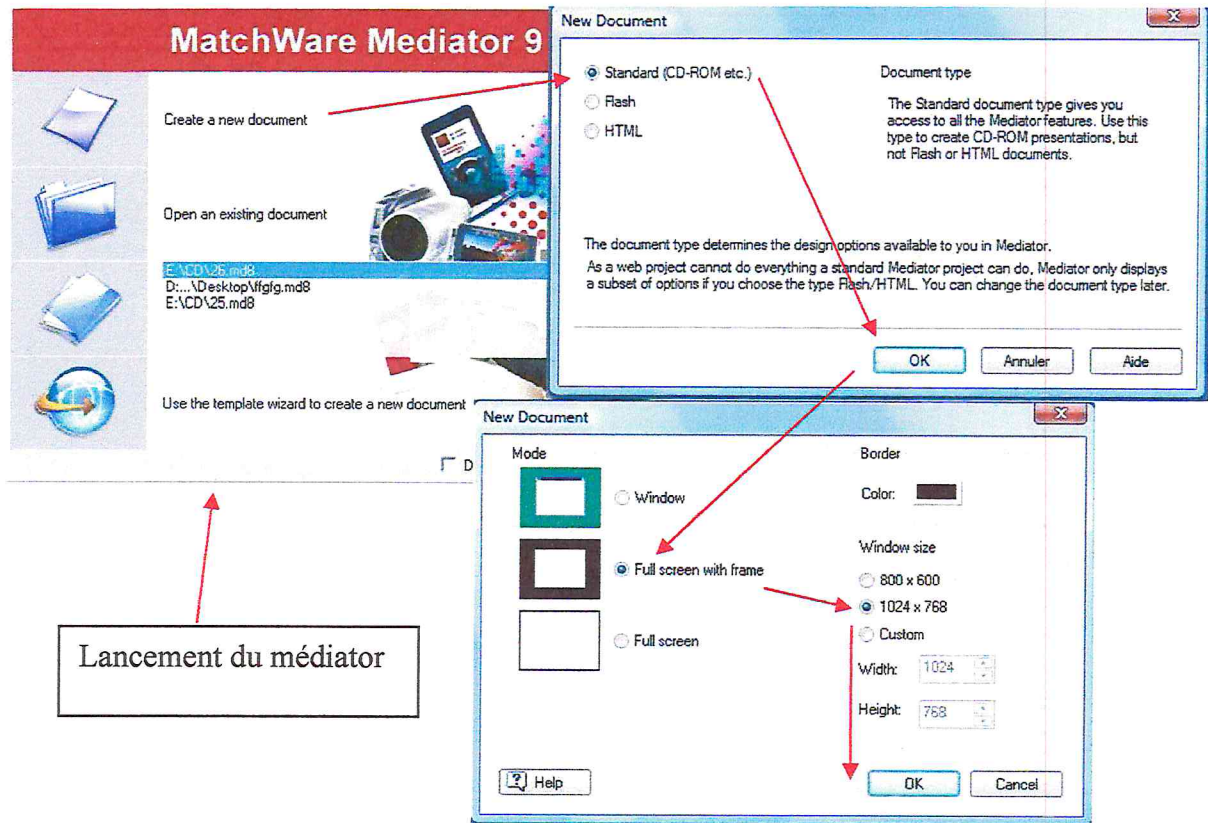 MatchWare Mediator 9
Create a new document
Open an existing document
E:\CD\26.md8
D:...\Desktop\ffgfg.md8
E:\CD\25.md8
Use the template wizard to create a new document
D
Lancement du médiator
New Document
Standard (CD-ROM etc.)
Flash
HTML
Document type
The Standard document type gives you
access to all the Mediator features. Use this
type to create CD-ROM presentations, but
not Flash or HTML documents.
The document type determines the design options available to you in Mediator.
As a web project cannot do everything a standard Mediator project can do, Mediator only displays
a subset of options if you choose the type Flash/HTML. You can change the document type later.
OK Annuler Aide
New Document
Mode
Window
Full screen with frame
Full screen
Border
Color:
Window size
800 x 600
1024 x 768
Custom
Width: 1024
Height: 768
Help
OK Cancel